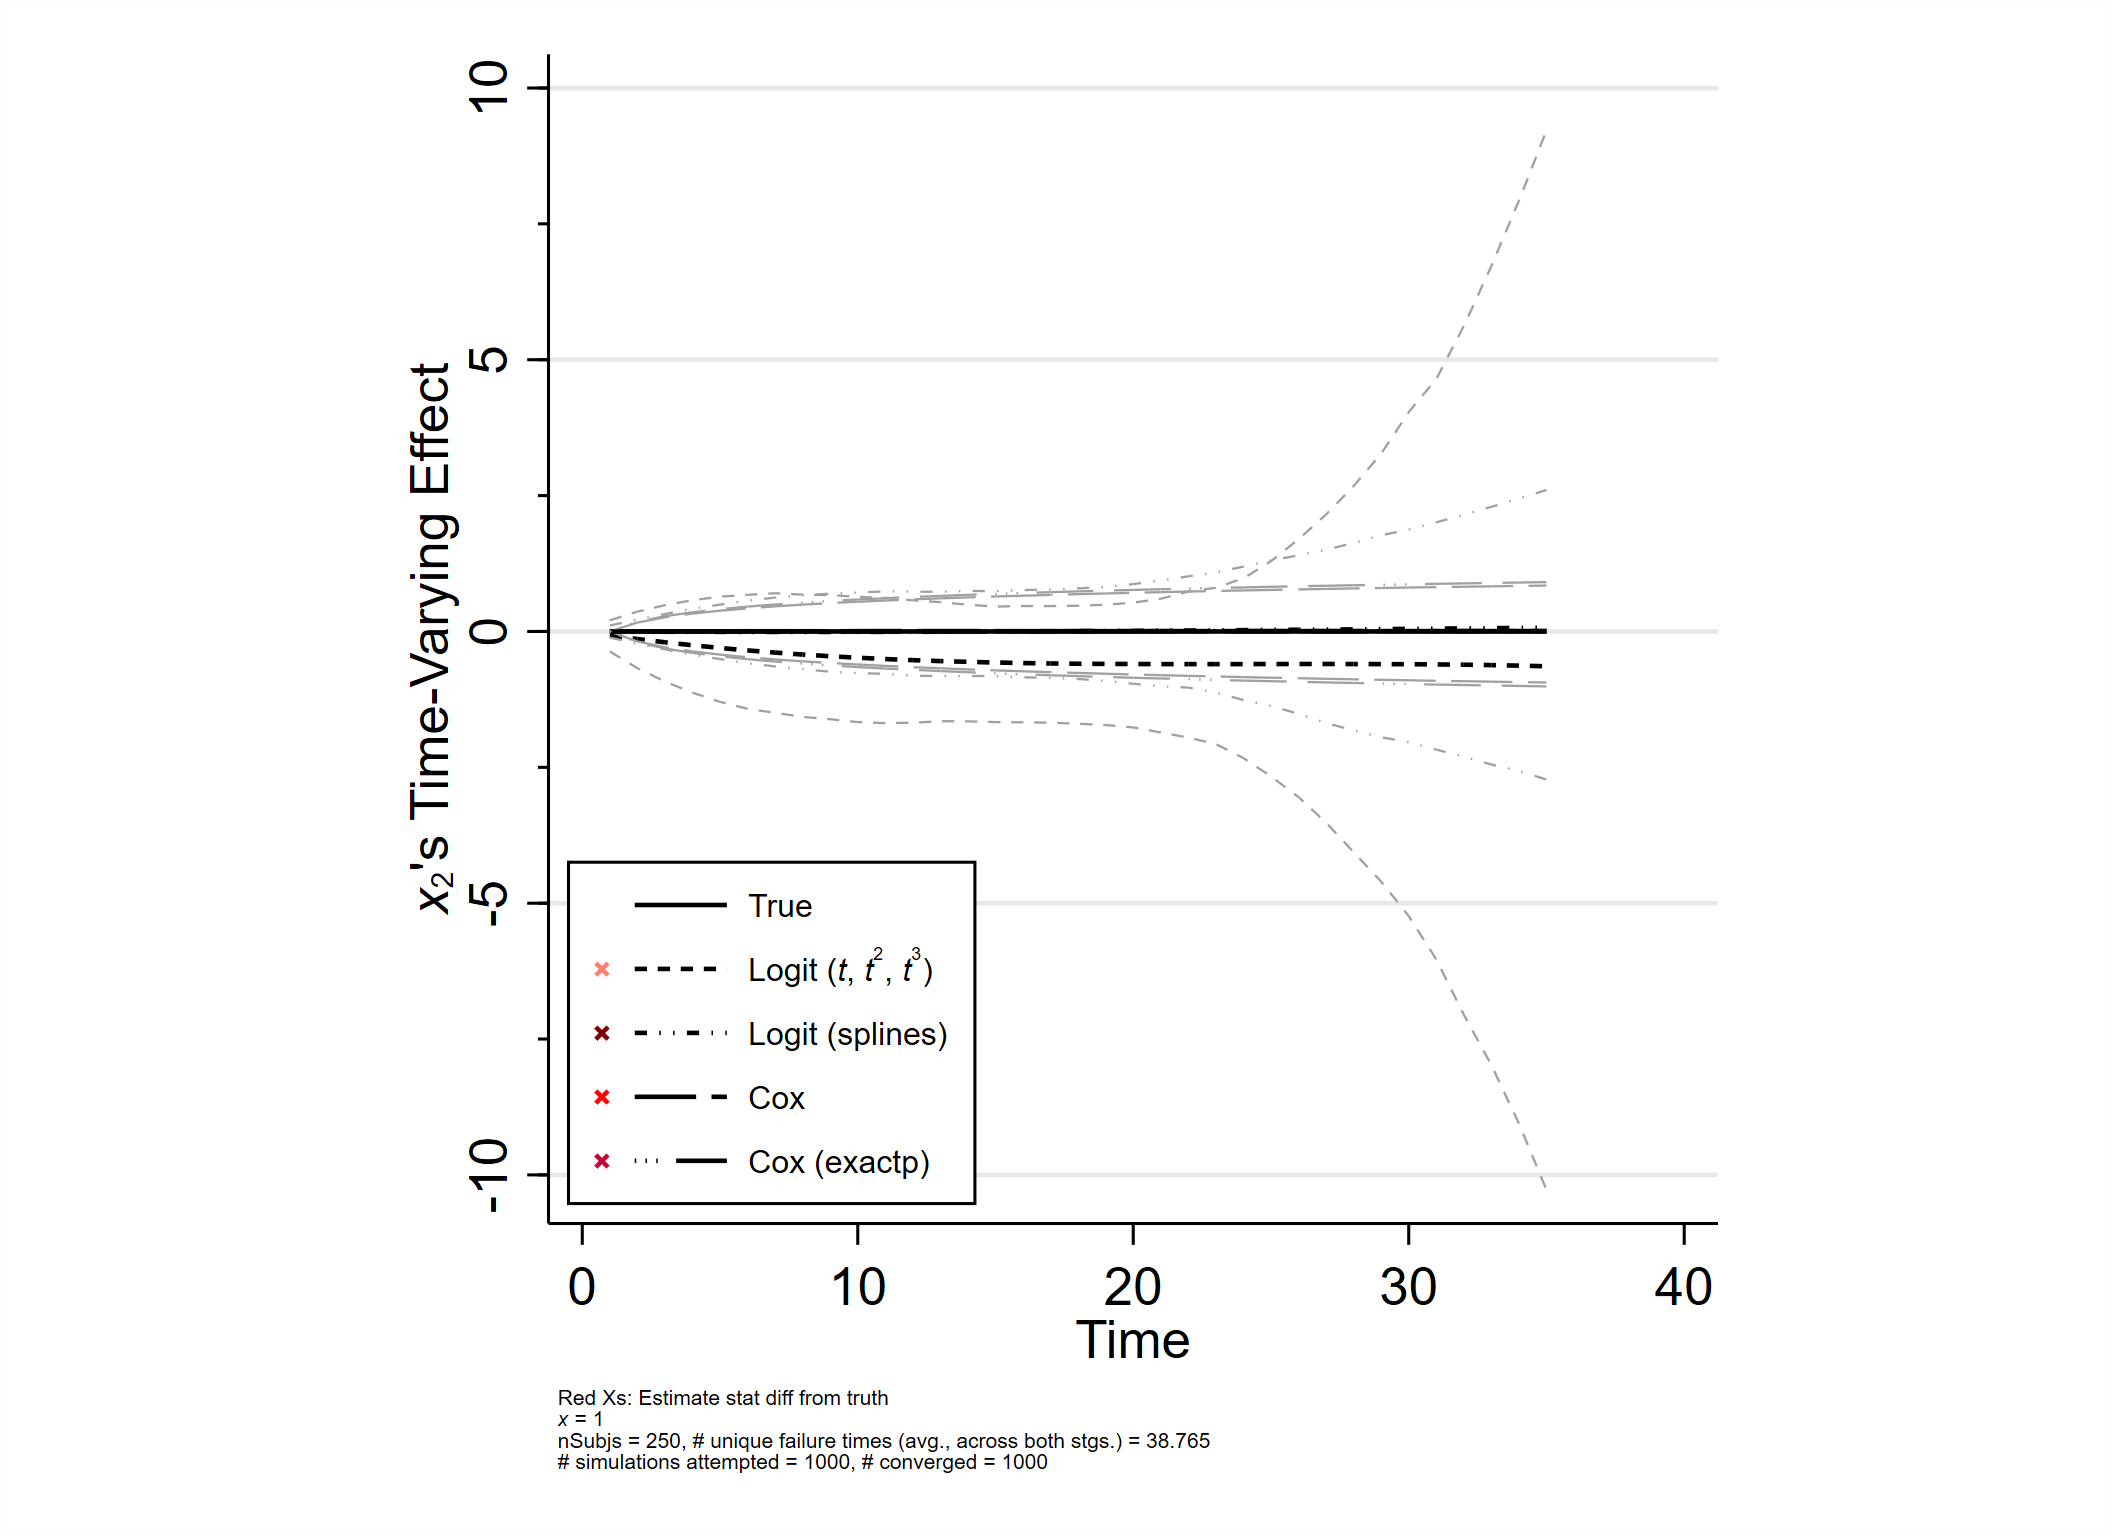 x₂'s Time-Varying Effect
10
5
0
-5
-10
True
Logit (t, t², t³)
Logit (splines)
Cox
Cox (exactp)
0 10 20 30 40
Time
Red Xs: Estimate stat diff from truth
x = 1
nSubjs = 250, # unique failure times (avg., across both stgs.) = 38.765
# simulations attempted = 1000, # converged = 1000